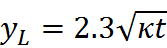 y_L = 2.3√κt